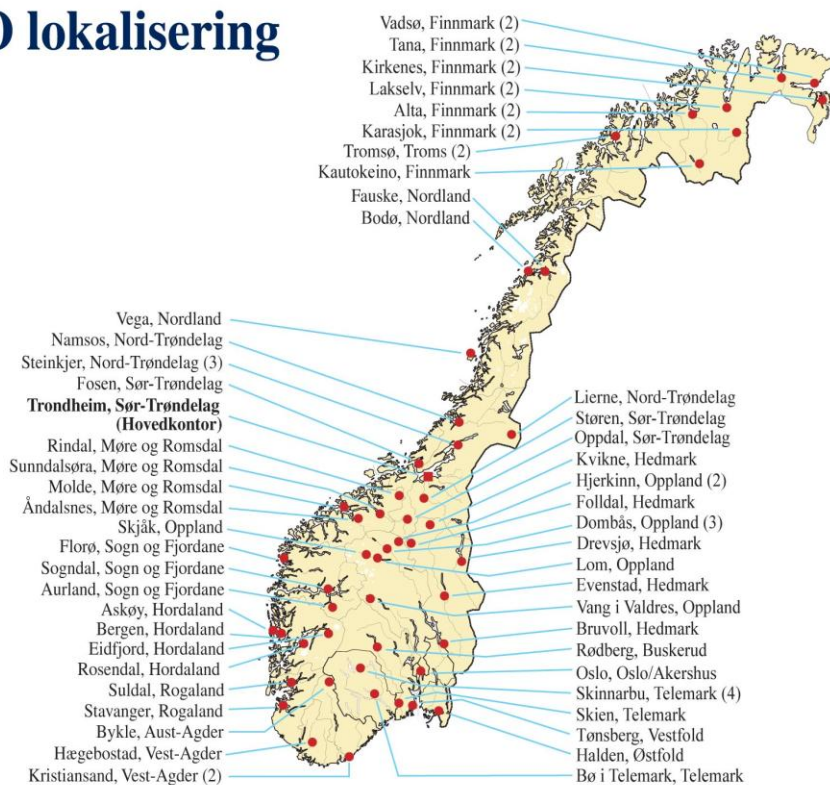 lokalisering
Vadsø, Finnmark (2)
Tana, Finnmark (2)
Kirkenes, Finnmark (2)
Lakselv, Finnmark (2)
Alta, Finnmark (2)
Karasjok, Finnmark (2)
Tromsø, Troms (2)
Kautokeino, Finnmark
Fauske, Nordland
Bodø, Nordland
Vega, Nordland
Namsos, Nord-Trøndelag
Steinkjer, Nord-Trøndelag (3)
Fosen, Sør-Trøndelag
Trondheim, Sør-Trøndelag
(Hovedkontor)
Rindal, Møre og Romsdal
Sunndalsøra, Møre og Romsdal
Molde, Møre og Romsdal
Åndalsnes, Møre og Romsdal
Skjåk, Oppland
Florø, Sogn og Fjordane
Sogndal, Sogn og Fjordane
Aurland, Sogn og Fjordane
Askøy, Hordaland
Bergen, Hordaland
Eidfjord, Hordaland
Rosendal, Hordaland
Suldal, Rogaland
Stavanger, Rogaland
Bykle, Aust-Agder
Hægebostad, Vest-Agder
Kristiansand, Vest-Agder (2)
Lierne, Nord-Trøndelag
Støren, Sør-Trøndelag
Oppdal, Sør-Trøndelag
Kvikne, Hedmark
Hjerkinn, Oppland (2)
Folldal, Hedmark
Dombås, Oppland (3)
Drevsjø, Hedmark
Lom, Oppland
Evenstad, Hedmark
Vang i Valdres, Oppland
Bruvoll, Hedmark
Rødberg, Buskerud
Oslo, Oslo/Akershus
Skinnarbu, Telemark (4)
Skien, Telemark
Tønsberg, Vestfold
Halden, Østfold
Bø i Telemark, Telemark